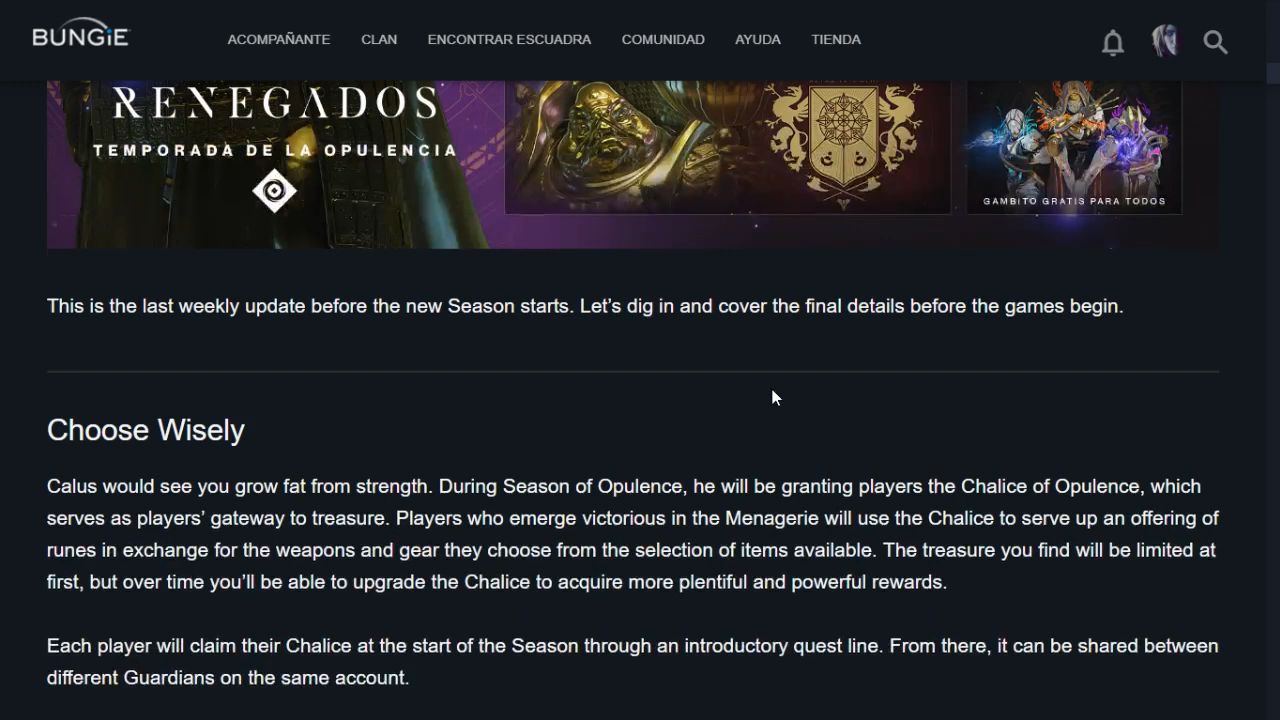 BUNGiE
ACOMPAÑANTE CLAN ENCONTRAR ESCUADRA COMUNIDAD AYUDA TIENDA
RENEGADOS
TEMPORADA DE LA OPULENCIA
GAMBITO GRATIS PARA TODOS
This is the last weekly update before the new Season starts. Let’s dig in and cover the final details before the games begin.
Choose Wisely
Calus would see you grow fat from strength. During Season of Opulence, he will be granting players the Chalice of Opulence, which
serves as players’ gateway to treasure. Players who emerge victorious in the Menagerie will use the Chalice to serve up an offering of
runes in exchange for the weapons and gear they choose from the selection of items available. The treasure you find will be limited at
first, but over time you’ll be able to upgrade the Chalice to acquire more plentiful and powerful rewards.
Each player will claim their Chalice at the start of the Season through an introductory quest line. From there, it can be shared between
different Guardians on the same account.